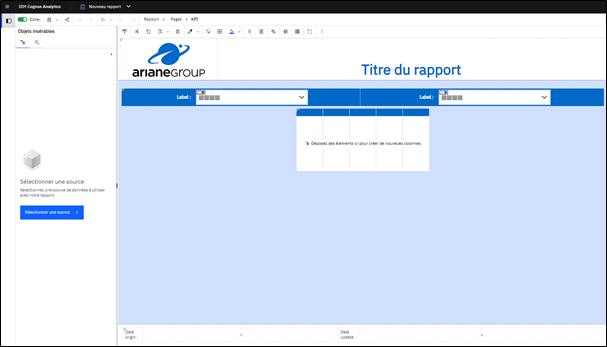 IBM Cognos Analytics
Nouveau rapport
Éditer
Rapport > Pages > KPI
Objets insérables
arianeGROUP
Titre du rapport
Label :
Label :
Déposez des éléments ici pour créer de nouvelles colonnes
Sélectionner une source
Sélectionnez une source de données à utiliser
avec votre rapport.
Sélectionner une source
Data
origin :
Data
update :